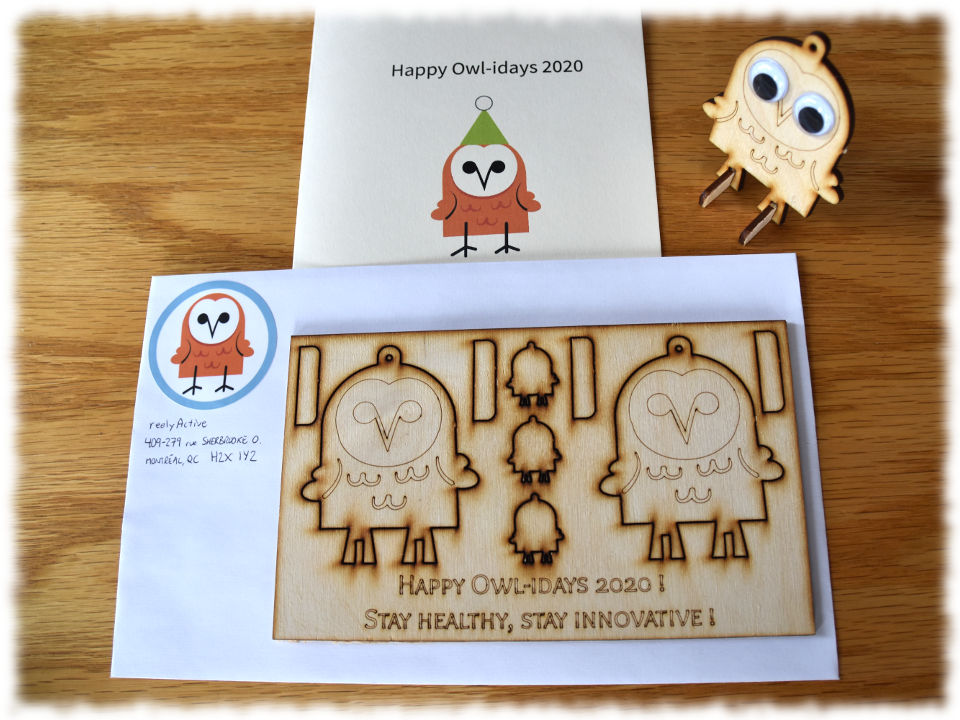 Happy Owl-idays 2020
reelyActive
409-279 rue SHERBROOKE O.
MONTRÉAL, QC H2X 1Y2
HAPPY OWL-IDAYS 2020 !
STAY HEALTHY, STAY INNOVATIVE !